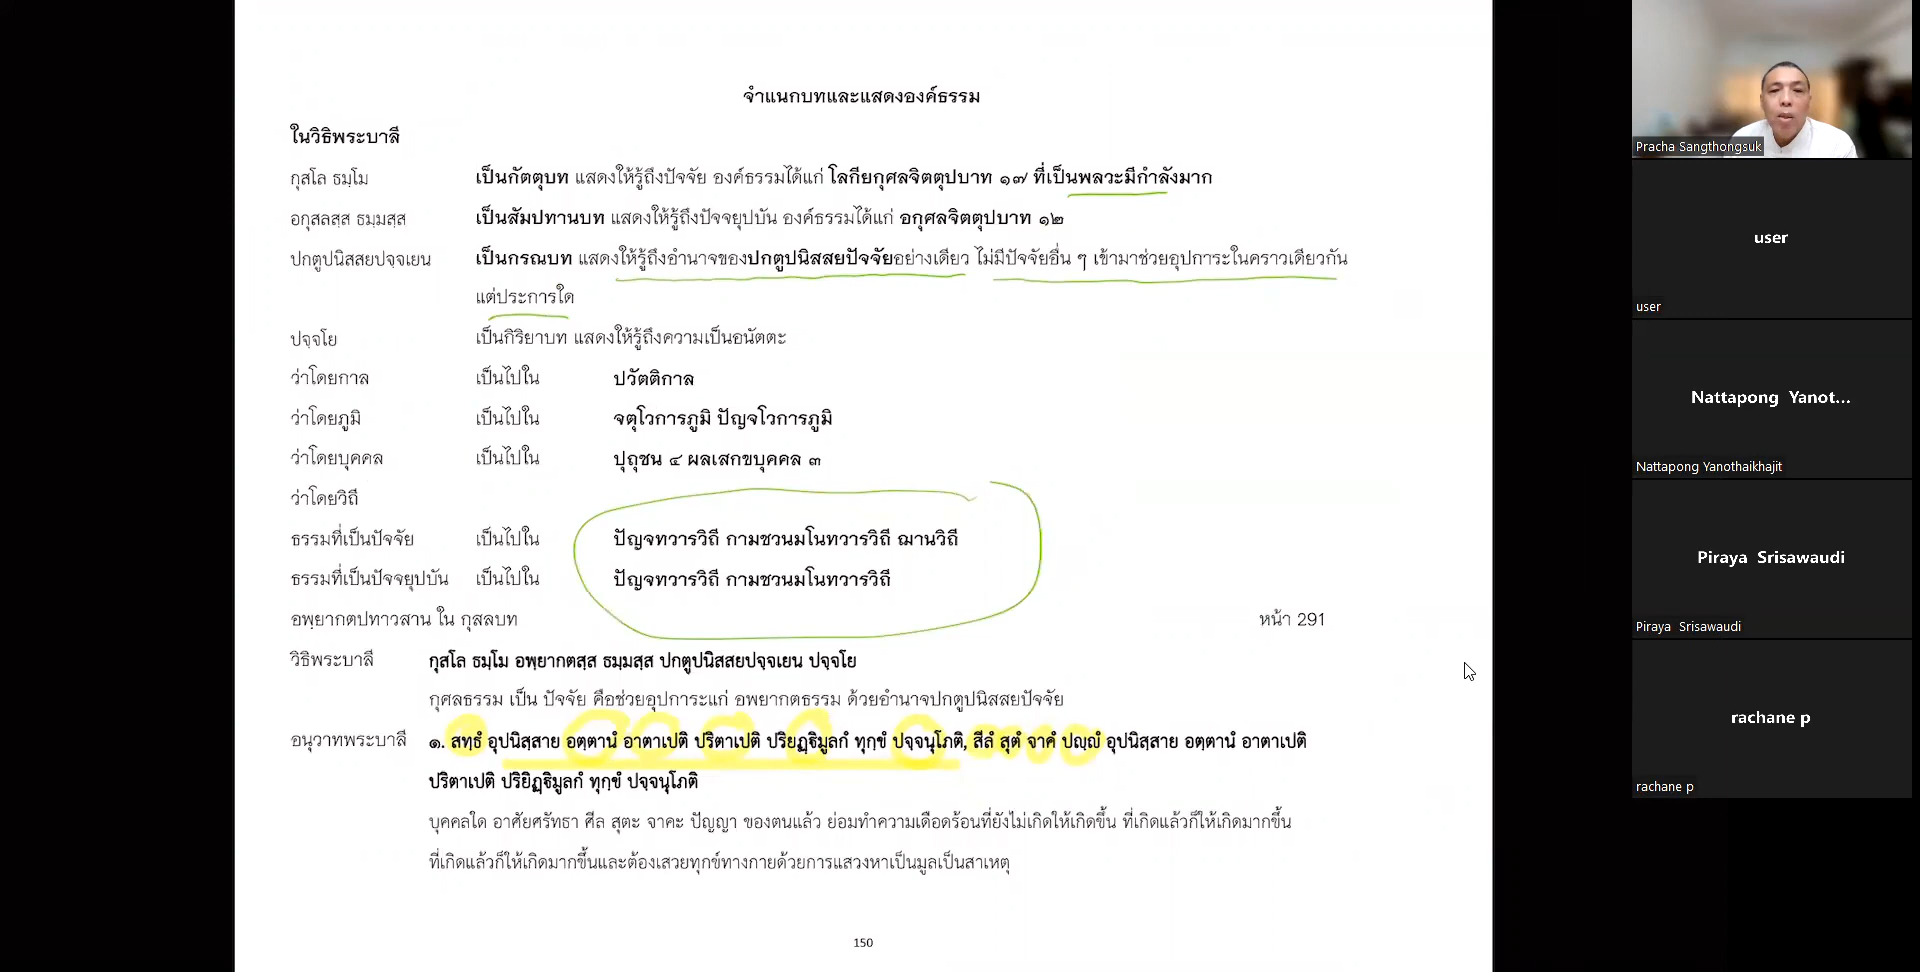 จำแนกบทและแสดงองค์ธรรม
ในวิธิพระบาลี
กุสโล ธมฺโม เป็นกัตตุบท แสดงให้รู้ถึงปัจจัย องค์ธรรมได้แก่ โลกียกุศลจิตตุปบาท ๑๗ ที่เป็นพลวะมีกำลังมาก
อกุสลสฺส ธมฺมสฺส เป็นสัมปทานบท แสดงให้รู้ถึงปัจจยุปบัน องค์ธรรมได้แก่ อกุศลจิตตุปบาท ๑๒
ปกตูปนิสสยปจฺจเยน เป็นกรณบท แสดงให้รู้ถึงอำนาจของปกตูปนิสสยปัจจัยอย่างเดียว ไม่มีปัจจัยอื่น ๆ เข้ามาช่วยอุปการะในคราวเดียวกัน
แต่ประการใด
ปจฺจโย เป็นกิริยาบท แสดงให้รู้ถึงความเป็นอนัตตะ
ว่าโดยกาล เป็นไปใน ปวัตติกาล
ว่าโดยภูมิ เป็นไปใน จตุโวการภูมิ ปัญจโวการภูมิ
ว่าโดยบุคคล เป็นไปใน ปุถุชน ๔ ผลเสกขบุคคล ๓
ว่าโดยวิถี
ธรรมที่เป็นปัจจัย เป็นไปใน ปัญจทวารวิถี กามชวนมโนทวารวิถี ฌานวิถี
ธรรมที่เป็นปัจจยุปบัน เป็นไปใน ปัญจทวารวิถี กามชวนมโนทวารวิถี
อพฺยากตปทาวสาน ใน กุสลบท หน้า 291
วิธิพระบาลี กุสโล ธมฺโม อพฺยากตสฺส ธมฺมสฺส ปกตูปนิสฺสยปจฺจเยน ปจฺจโย
กุศลธรรม เป็น ปัจจัย คือช่วยอุปการะแก่ อพยากตธรรม ด้วยอำนาจปกตูปนิสสยปัจจัย
อนุวาทพระบาลี ๑. สทฺธํ อุปนิสฺสาย อตฺตานํ อาตาเปติ ปริตาเปติ ปริยฏฺฐิมูลกํ ทุกฺขํ ปจฺจนุโภติ, สีลํ สุตํ จาคํ ปญฺญํ อุปนิสฺสาย อตฺตานํ อาตาเปติ
ปริตาเปติ ปริยิฏฺฐิมูลกํ ทุกฺขํ ปจฺจนุโภติ
บุคคลใด อาศัยศรัทธา ศีล สุตะ จาคะ ปัญญา ของตนแล้ว ย่อมทำความเดือดร้อนที่ยังไม่เกิดให้เกิดขึ้น ที่เกิดแล้วก็ให้เกิดมากขึ้น
ที่เกิดแล้วก็ให้เกิดมากขึ้นและต้องเสวยทุกข์ทางกายด้วยการแสวงหาเป็นมูลเป็นสาเหตุ
150
Pracha Sangthongsuk
user
user
Nattapong Yanot...
Nattapong Yanothaikhajit
Piraya Srisawaudi
Piraya Srisawaudi
rachane p
rachane p